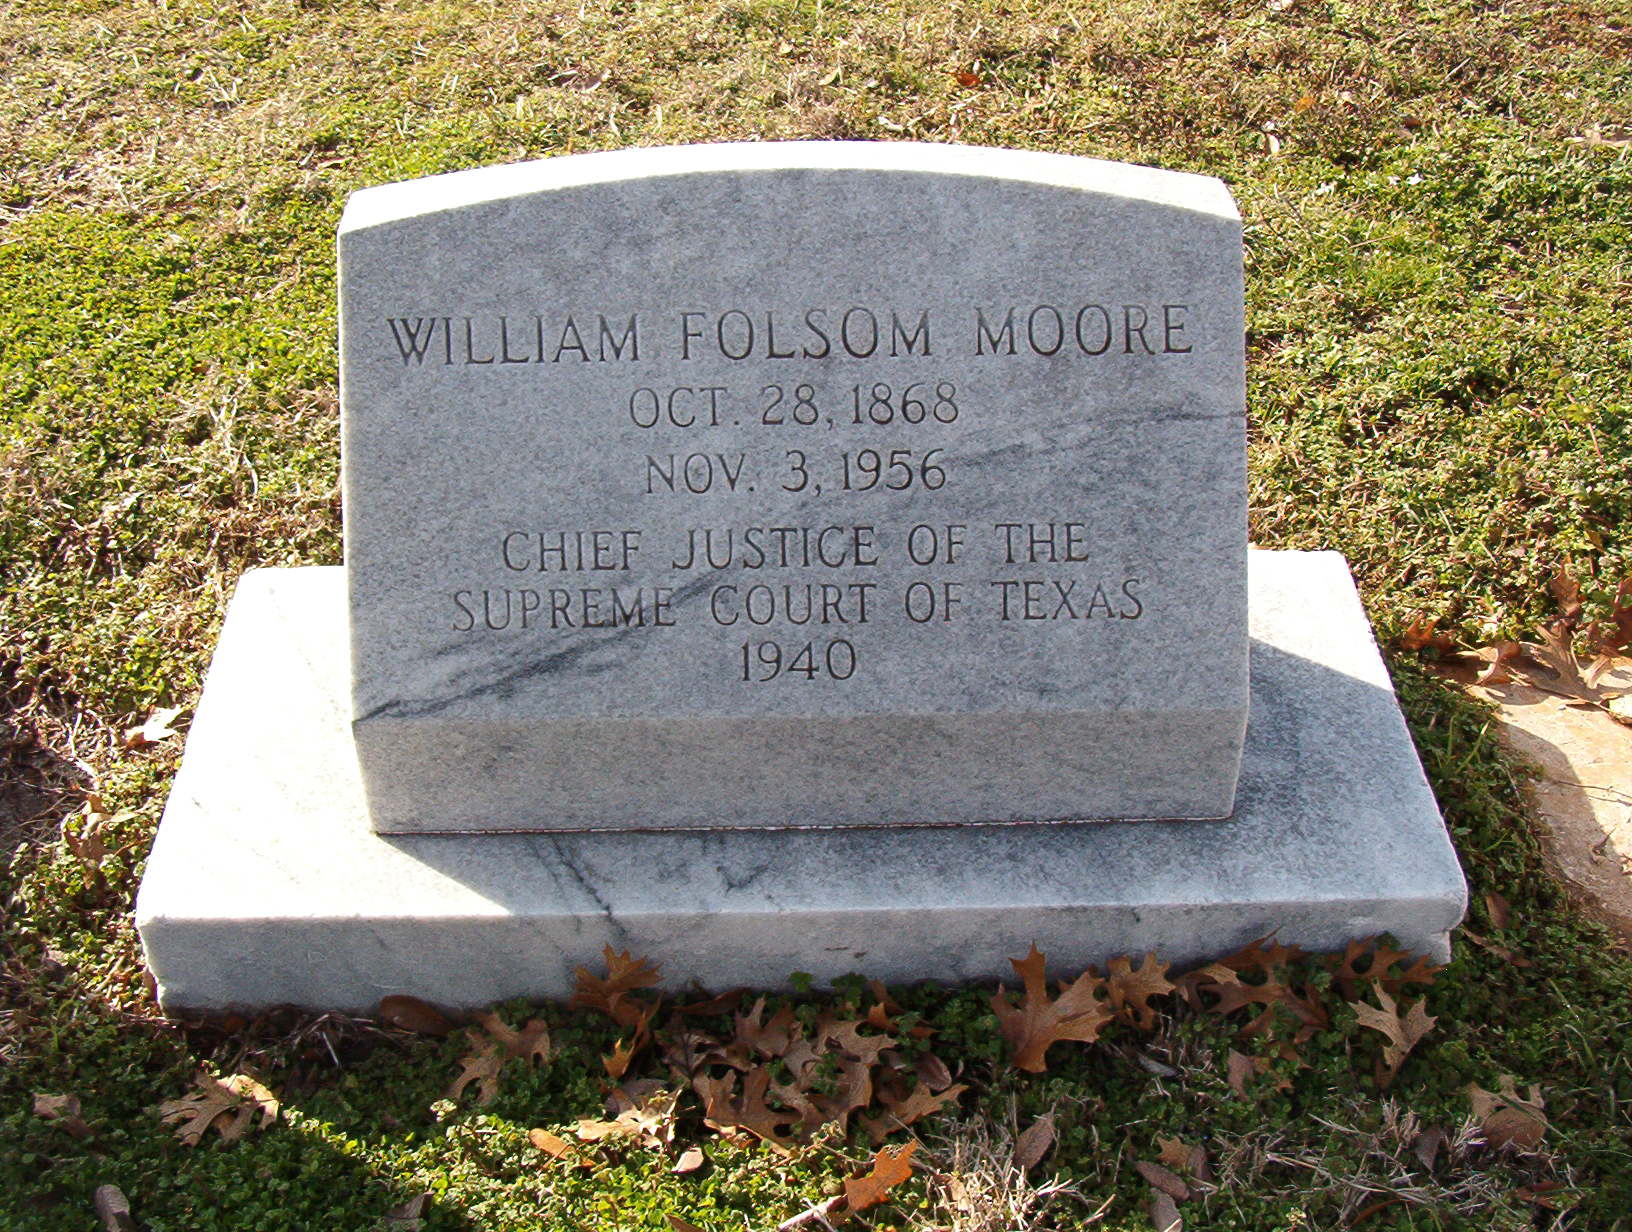 WILLIAM FOLSOM MOORE
OCT. 28, 1868
NOV. 3, 1956
CHIEF JUSTICE OF THE
SUPREME COURT OF TEXAS
1940